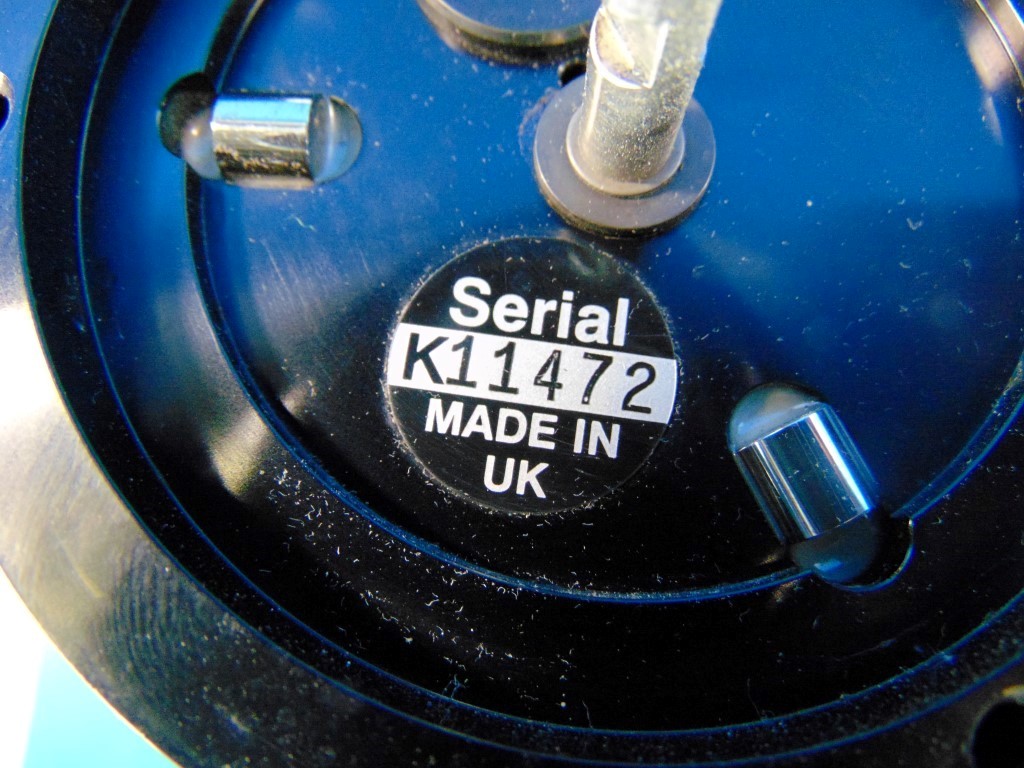 Serial
K11472
MADE IN
UK